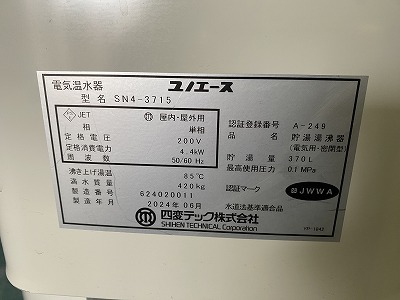 電気温水器 ユノエース
型名 SN4-3715
JET 屋内・屋外用
相 単相
定格電圧 200V
定格消費電力 4.4kW
周波数 50/60Hz
沸き上げ湯温 85℃
満水質量 420kg
製造番号 624020011
製造年月 2024年06月
認証登録番号 A-249
品名 貯湯湯沸器
(電気用・密閉型)
貯湯量 370L
最高使用圧力 0.1MPa
認証マーク JWWA
水道法基準適合品
四変テック株式会社
SHIHEN TECHNICAL Corporation